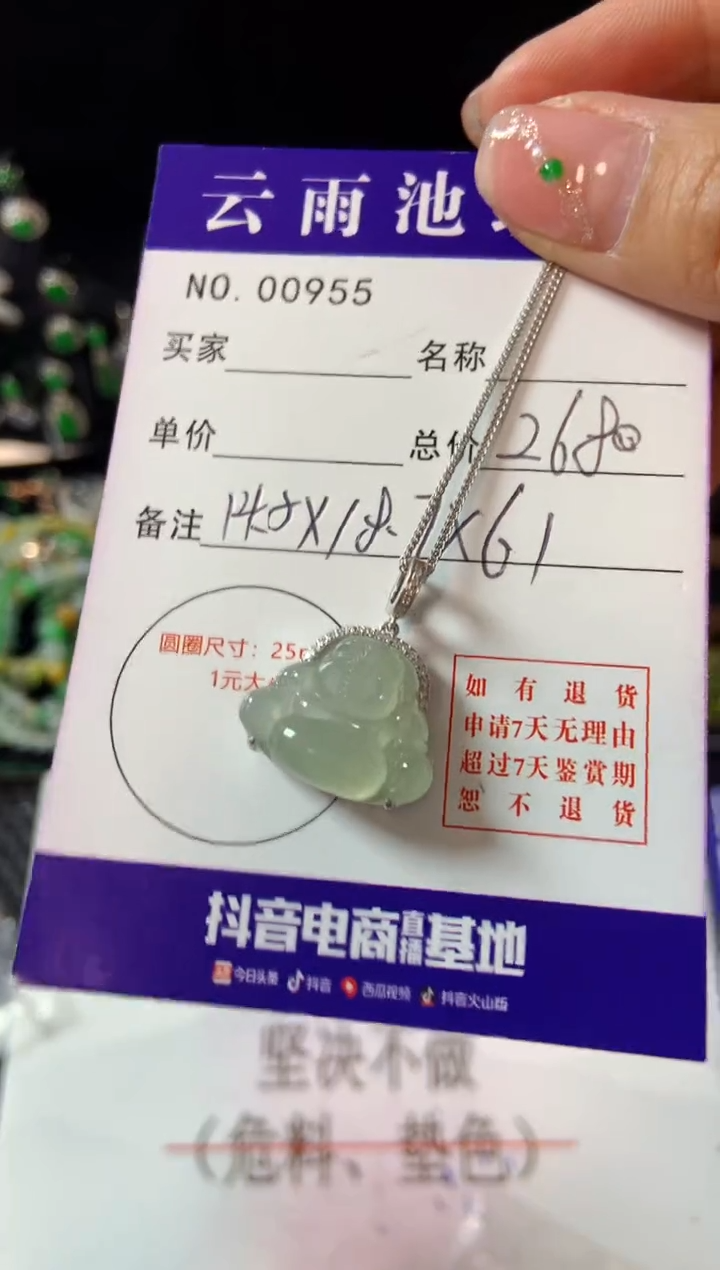 云雨池
NO. 00955
买家 名称
单价 总价 2680
备注
圆圈尺寸：25
1元大
如有退货
申请7天无理由
超过7天鉴赏期
恕不退货
抖音电商直播基地
今日头条 抖音 西瓜视频 抖音火山版
坚决不做
（危料、垫色）